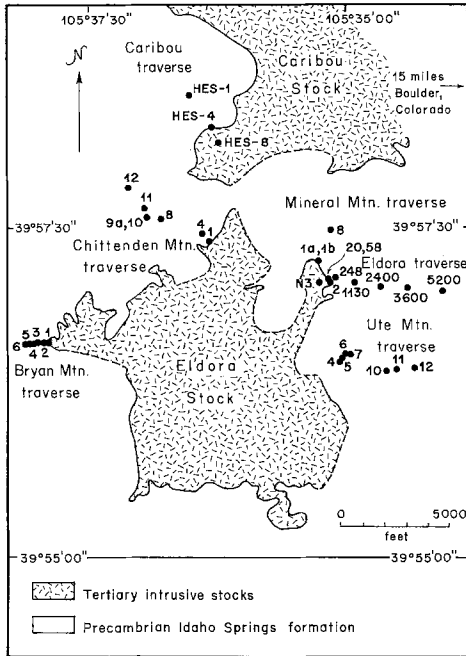 105°37'30"
105°35'00"
N
Caribou
traverse
Caribou
Stock
15 miles
Boulder,
Colorado
HES-1
HES-4
HES-8
12
11
9a,10
8
4
1
39°57'30"
39°57'30"
Chittenden Mtn.
traverse
Mineral Mtn. traverse
8
1a, 1b
20,58
Eldora traverse
N3
2
248
1130
2400
3600
5200
Ute Mtn.
traverse
6
7
4
5
10
11
12
6
5
4
3
2
1
Bryan Mtn.
traverse
Eldora
Stock
0
5000
feet
39°55'00"
39°55'00"
Tertiary intrusive stocks
Precambrian Idaho Springs formation